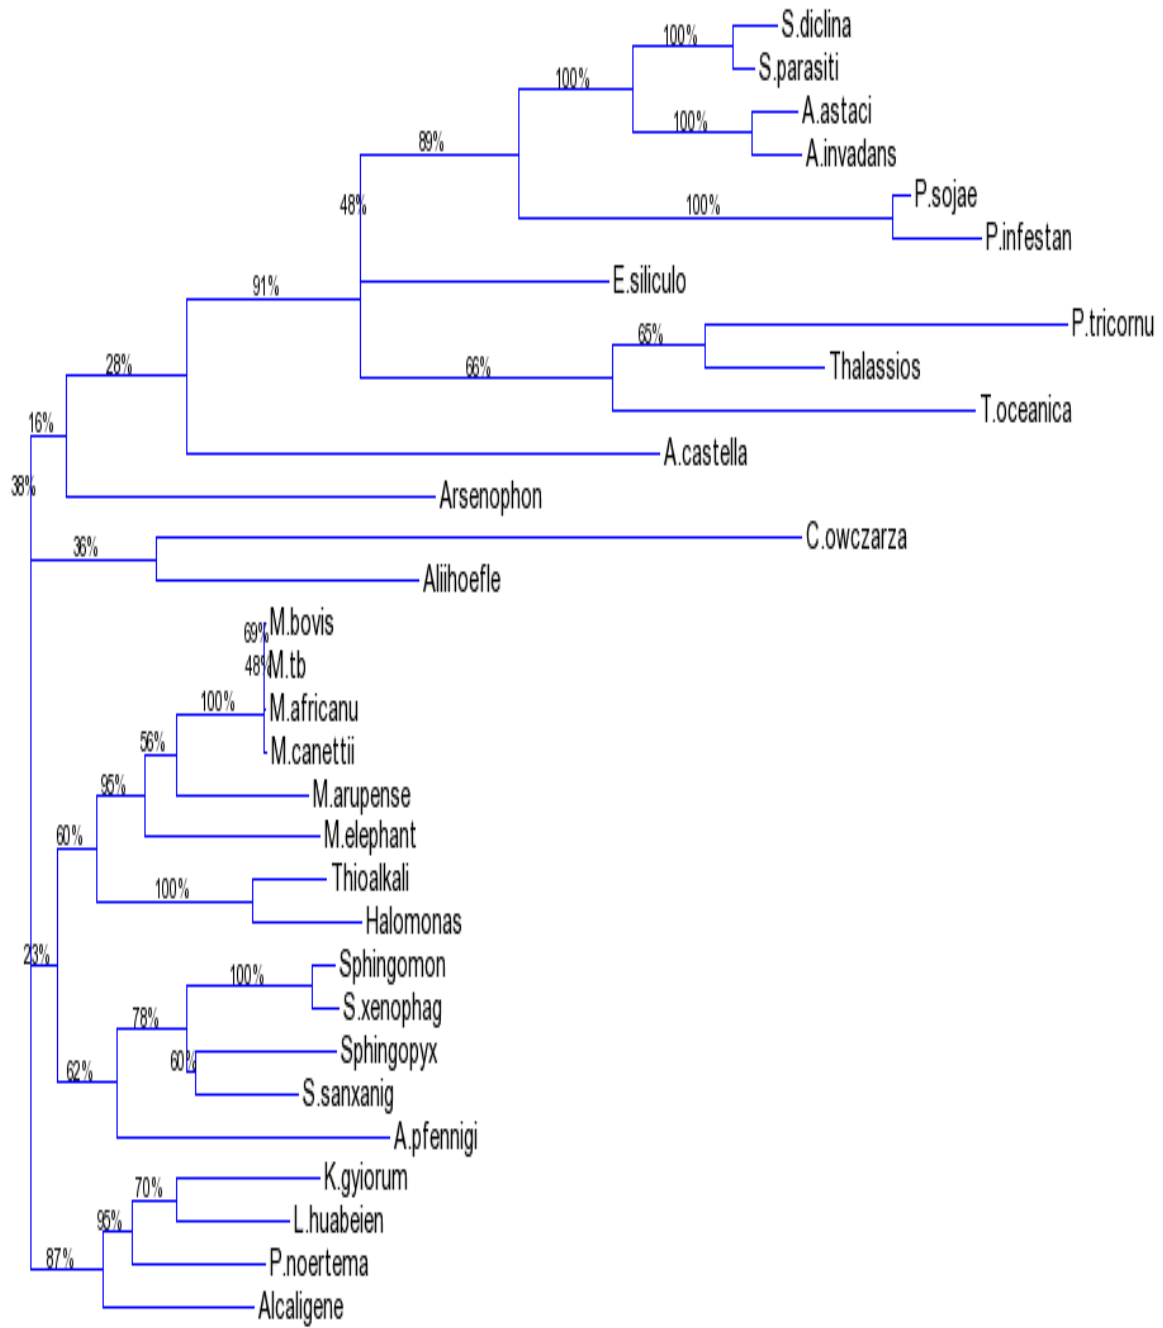 S.diclina
100%
S.parasiti
100%
A.astaci
100%
A.invadans
89%
P.sojae
48%
100%
P.infestan
E.siliculo
91%
P.tricornu
65%
Thalassios
66%
28%
T.oceanica
16%
A.castella
38%
Arsenophon
C.owczarza
36%
Aliihoefle
M.bovis
69%
M.tb
48%
100%
M.africanu
56%
M.canettii
95%
M.arupense
60%
M.elephant
Thioalkali
100%
Halomonas
23%
Sphingomon
100%
S.xenophag
78%
Sphingopyx
60%
62%
S.sanxanig
A.pfennigi
K.gyiorum
70%
L.huabeien
95%
P.noertema
87%
Alcaligene